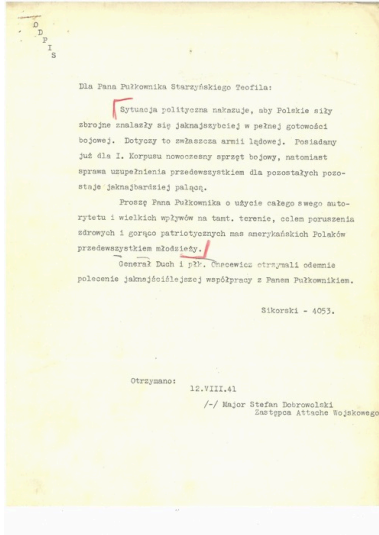 ODPIS
Dla Pana Pułkownika Starzyńskiego Teofila:
Sytuacja polityczna nakazuje, aby Polskie siły
zbrojne znalazły się jaknajszybciej w pełnej gotowości
bojowej. Dotyczy to zwłaszcza armii lądowej. Posiadany
już dla I. Korpusu nowoczesny sprzęt bojowy, natomiast
sprawa uzupełnienia przedewszystkiem dla pozostałych pozo-
staje jaknajbardziej palącą.
Proszę Pana Pułkownika o użycie całego swego auto-
rytetu i wielkich wpływów na tamt. terenie, celem poruszenia
zdrowych i gorąco patriotycznych mas amerykańskich Polaków
przedewszystkiem młodzieży.
Generał Duch i płk. otrzymali odemnie
polecenie jaknajściślejszej współpracy z Panem Pułkownikiem.
Sikorski - 4053.
Otrzymano:
12.VIII.41
/-/ Major Stefan Dobrowolski
Zastępca Attache Wojskowego